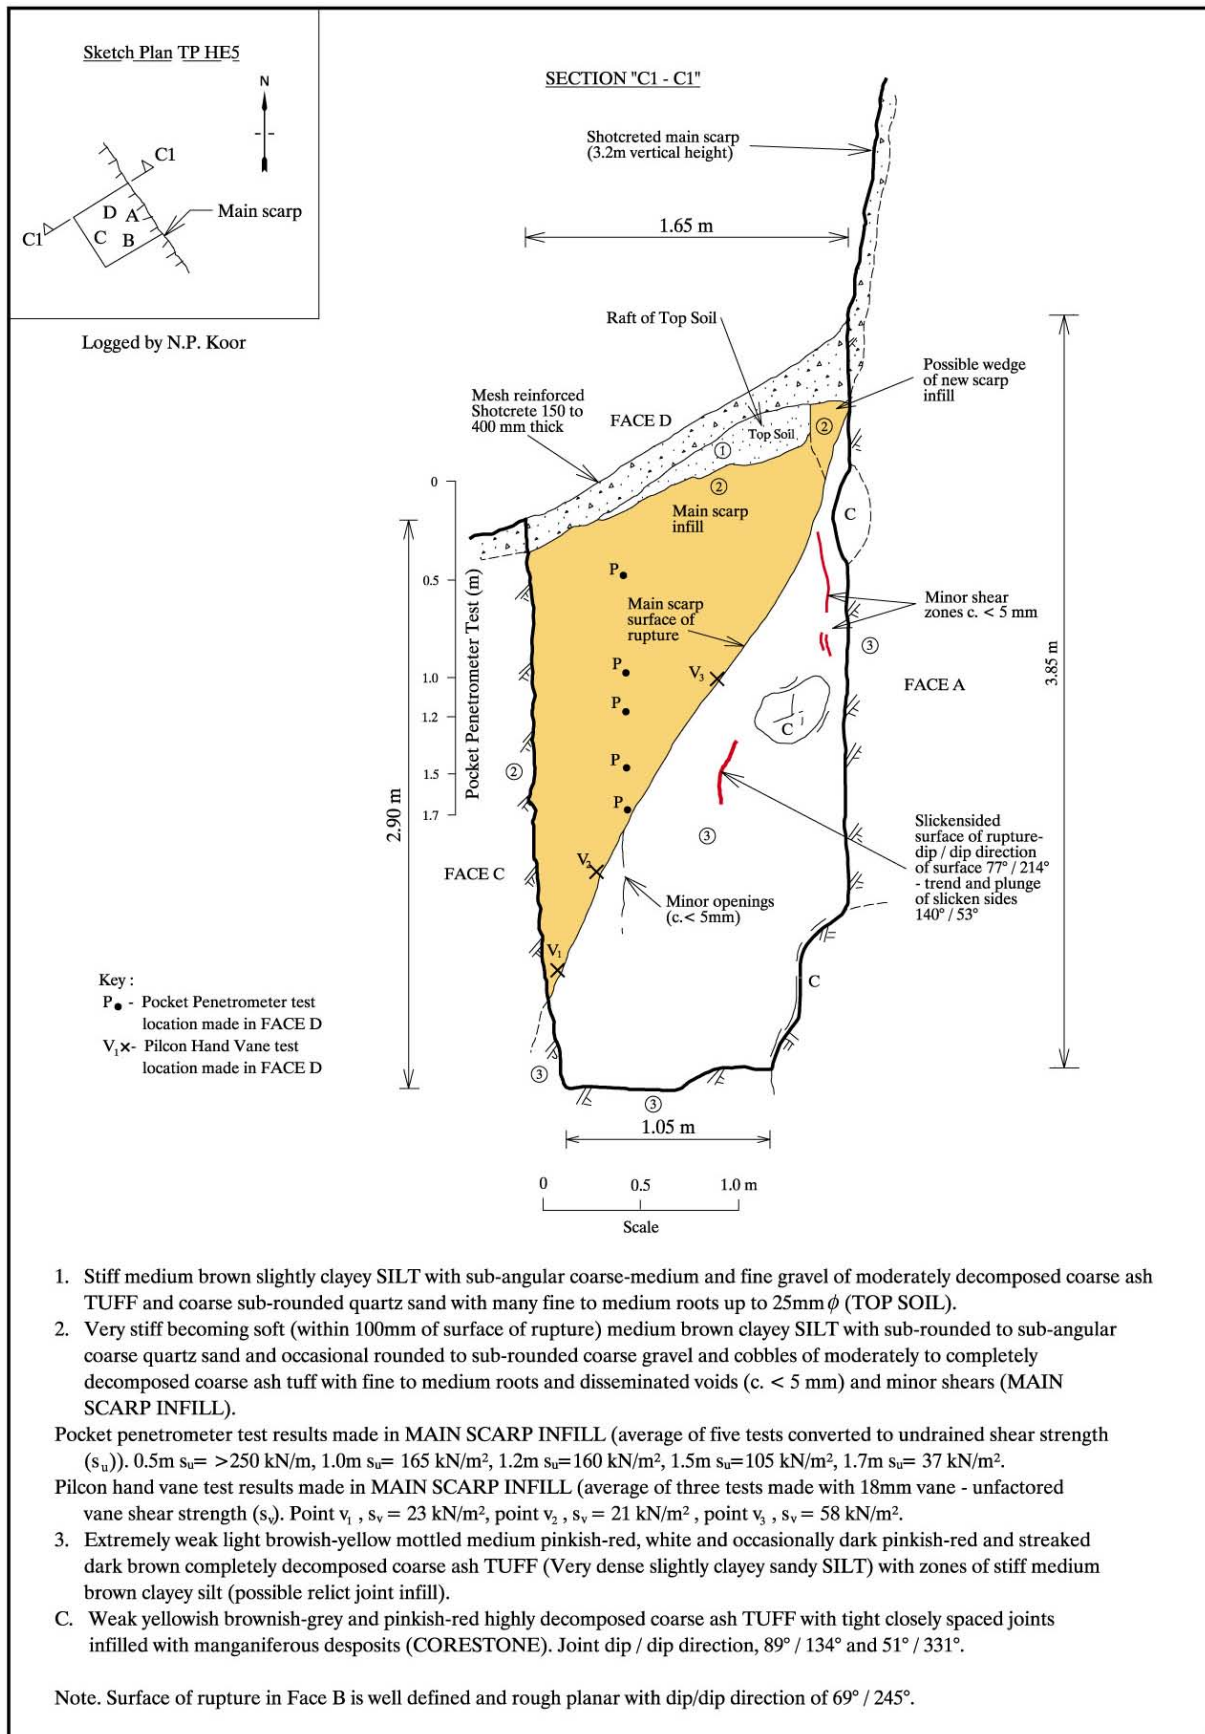 Sketch Plan TP HE5
N
C1
D A
C B
C1
Main scarp
Logged by N.P. Koor
SECTION "C1 - C1"
Shotcreted main scarp
(3.2m vertical height)
1.65 m
Raft of Top Soil
Possible wedge
of new scarp
infill
Mesh reinforced
Shotcrete 150 to
400 mm thick
FACE D
Top Soil
1
2
2
Main scarp
infill
C
0
0.5
1.0
1.2
1.5
1.7
Pocket Penetrometer Test (m)
2.90 m
3.85 m
P
P
P
P
P
Main scarp
surface of
rupture
V₃
Minor shear
zones c. < 5 mm
3
FACE A
C
2
3
Slickensided
surface of rupture-
dip / dip direction
of surface 77° / 214°
- trend and plunge
of slicken sides
140° / 53°
FACE C
V₂
Minor openings
(c.< 5mm)
V₁
C
Key :
P - Pocket Penetrometer test
location made in FACE D
V₁x- Pilcon Hand Vane test
location made in FACE D
3
3
1.05 m
0 0.5 1.0 m
Scale
1. Stiff medium brown slightly clayey SILT with sub-angular coarse-medium and fine gravel of moderately decomposed coarse ash
TUFF and coarse sub-rounded quartz sand with many fine to medium roots up to 25mm ϕ (TOP SOIL).
2. Very stiff becoming soft (within 100mm of surface of rupture) medium brown clayey SILT with sub-rounded to sub-angular
coarse quartz sand and occasional rounded to sub-rounded coarse gravel and cobbles of moderately to completely
decomposed coarse ash tuff with fine to medium roots and disseminated voids (c. < 5 mm) and minor shears (MAIN
SCARP INFILL).
Pocket penetrometer test results made in MAIN SCARP INFILL (average of five tests converted to undrained shear strength
(sᵤ)). 0.5m sᵤ= >250 kN/m, 1.0m sᵤ= 165 kN/m², 1.2m sᵤ=160 kN/m², 1.5m sᵤ=105 kN/m², 1.7m sᵤ= 37 kN/m².
Pilcon hand vane test results made in MAIN SCARP INFILL (average of three tests made with 18mm vane - unfactored
vane shear strength (sᵥ). Point v₁ , sᵥ = 23 kN/m², point v₂ , sᵥ = 21 kN/m² , point v₃ , sᵥ = 58 kN/m².
3. Extremely weak light browish-yellow mottled medium pinkish-red, white and occasionally dark pinkish-red and streaked
dark brown completely decomposed coarse ash TUFF (Very dense slightly clayey sandy SILT) with zones of stiff medium
brown clayey silt (possible relict joint infill).
C. Weak yellowish brownish-grey and pinkish-red highly decomposed coarse ash TUFF with tight closely spaced joints
infilled with manganiferous desposits (CORESTONE). Joint dip / dip direction, 89° / 134° and 51° / 331°.
Note. Surface of rupture in Face B is well defined and rough planar with dip/dip direction of 69° / 245°.